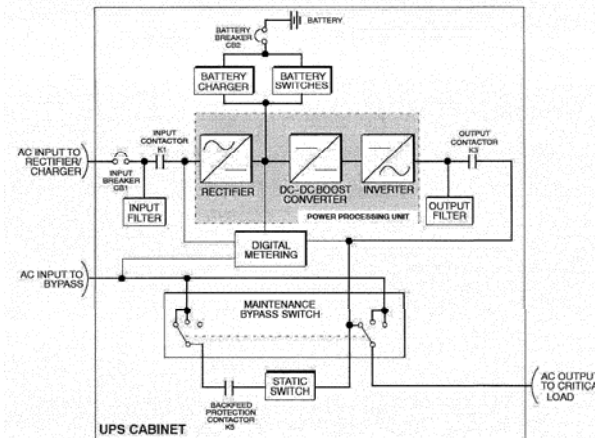 BATTERY
BATTERY
BREAKER
CB2
BATTERY
CHARGER
BATTERY
SWITCHES
AC INPUT TO
RECTIFIER/
CHARGER
INPUT
CONTACTOR
K1
OUTPUT
CONTACTOR
K3
INPUT
BREAKER
CB1
RECTIFIER
DC-DC BOOST
CONVERTER
INVERTER
POWER PROCESSING UNIT
INPUT
FILTER
OUTPUT
FILTER
DIGITAL
METERING
AC INPUT TO
BYPASS
MAINTENANCE
BYPASS SWITCH
STATIC
SWITCH
BACKFEED
PROTECTION
CONTACTOR
K5
AC OUTPUT
TO CRITICA
LOAD
UPS CABINET